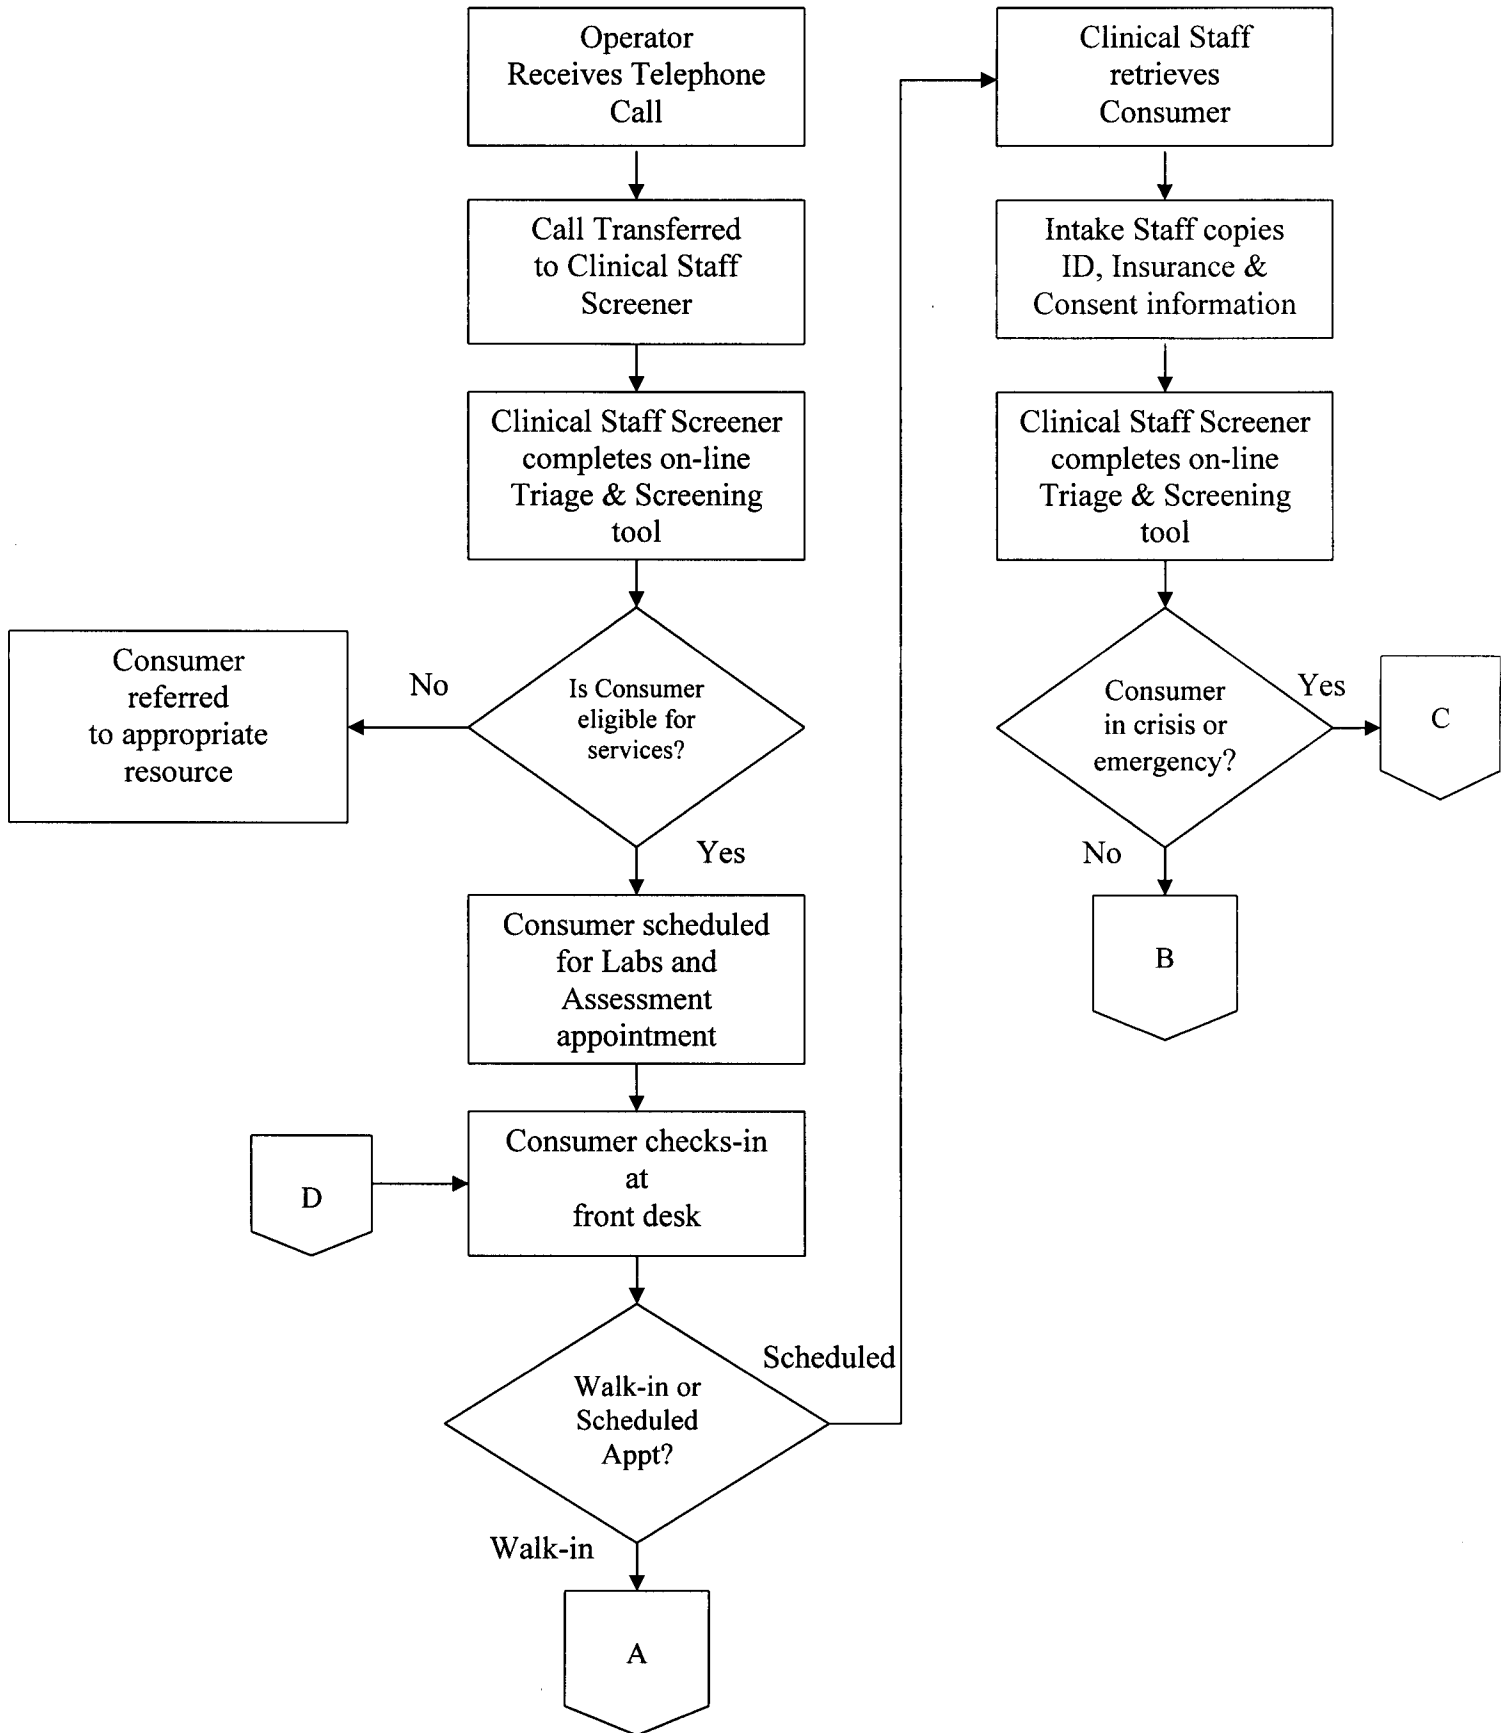 Operator
Receives Telephone
Call
Call Transferred
to Clinical Staff
Screener
Clinical Staff Screener
completes on-line
Triage & Screening
tool
Is Consumer
eligible for
services?
No
Consumer
referred
to appropriate
resource
Yes
Consumer scheduled
for Labs and
Assessment
appointment
D
Consumer checks-in
at
front desk
Walk-in or
Scheduled
Appt?
Scheduled
Walk-in
A
Clinical Staff
retrieves
Consumer
Intake Staff copies
ID, Insurance &
Consent information
Clinical Staff Screener
completes on-line
Triage & Screening
tool
Consumer
in crisis or
emergency?
Yes
C
No
B